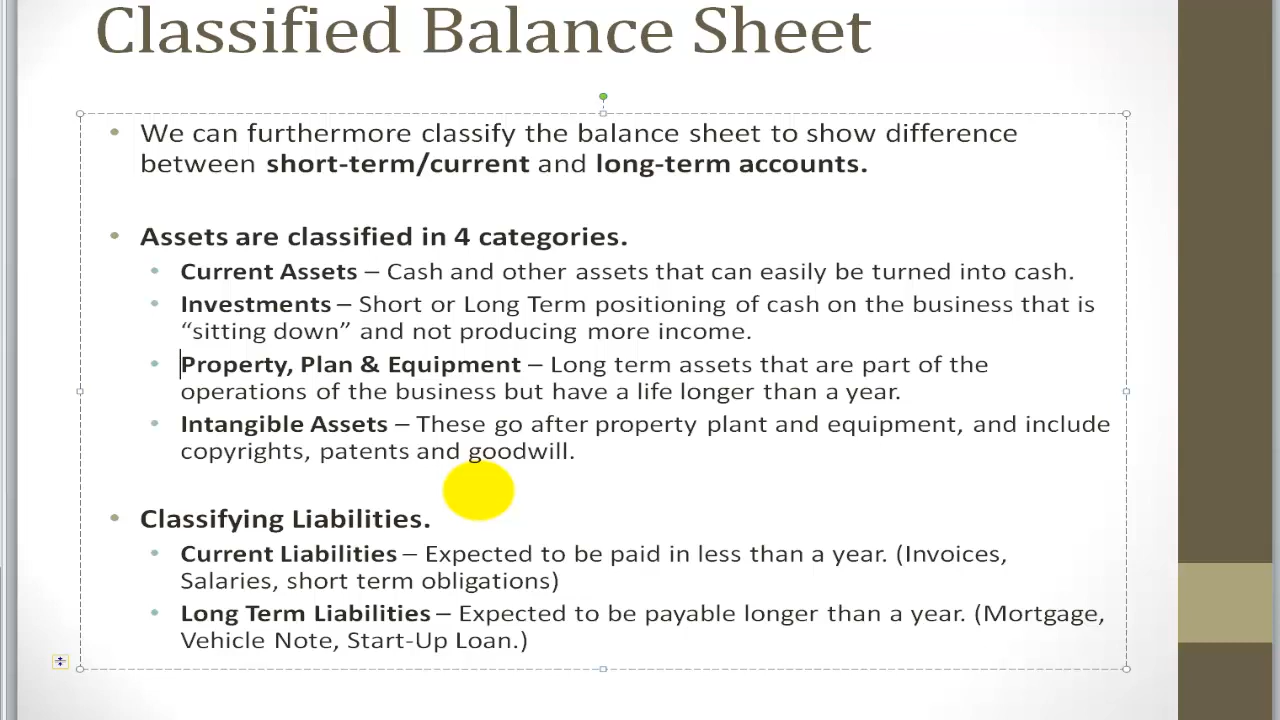 Classified Balance Sheet
• We can furthermore classify the balance sheet to show difference
between short-term/current and long-term accounts.
• Assets are classified in 4 categories.
• Current Assets – Cash and other assets that can easily be turned into cash.
• Investments – Short or Long Term positioning of cash on the business that is
“sitting down” and not producing more income.
• Property, Plan & Equipment – Long term assets that are part of the
operations of the business but have a life longer than a year.
• Intangible Assets – These go after property plant and equipment, and include
copyrights, patents and goodwill.
• Classifying Liabilities.
• Current Liabilities – Expected to be paid in less than a year. (Invoices,
Salaries, short term obligations)
• Long Term Liabilities – Expected to be payable longer than a year. (Mortgage,
Vehicle Note, Start-Up Loan.)